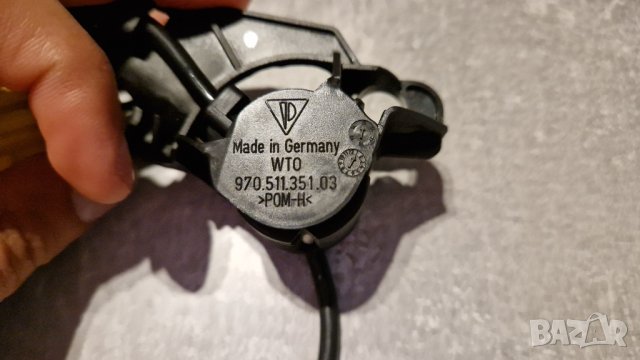 Made in Germany
WTO
970.511.351.03
>POM-H<
BAZAR